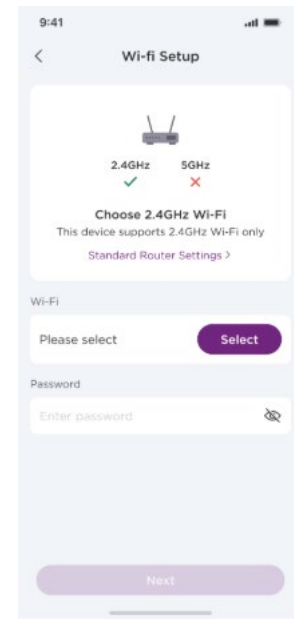 9:41
Wi-fi Setup
2.4GHz 5GHz
Choose 2.4GHz Wi-Fi
This device supports 2.4GHz Wi-Fi only
Standard Router Settings >
Wi-Fi
Please select Select
Password
Enter password
Next